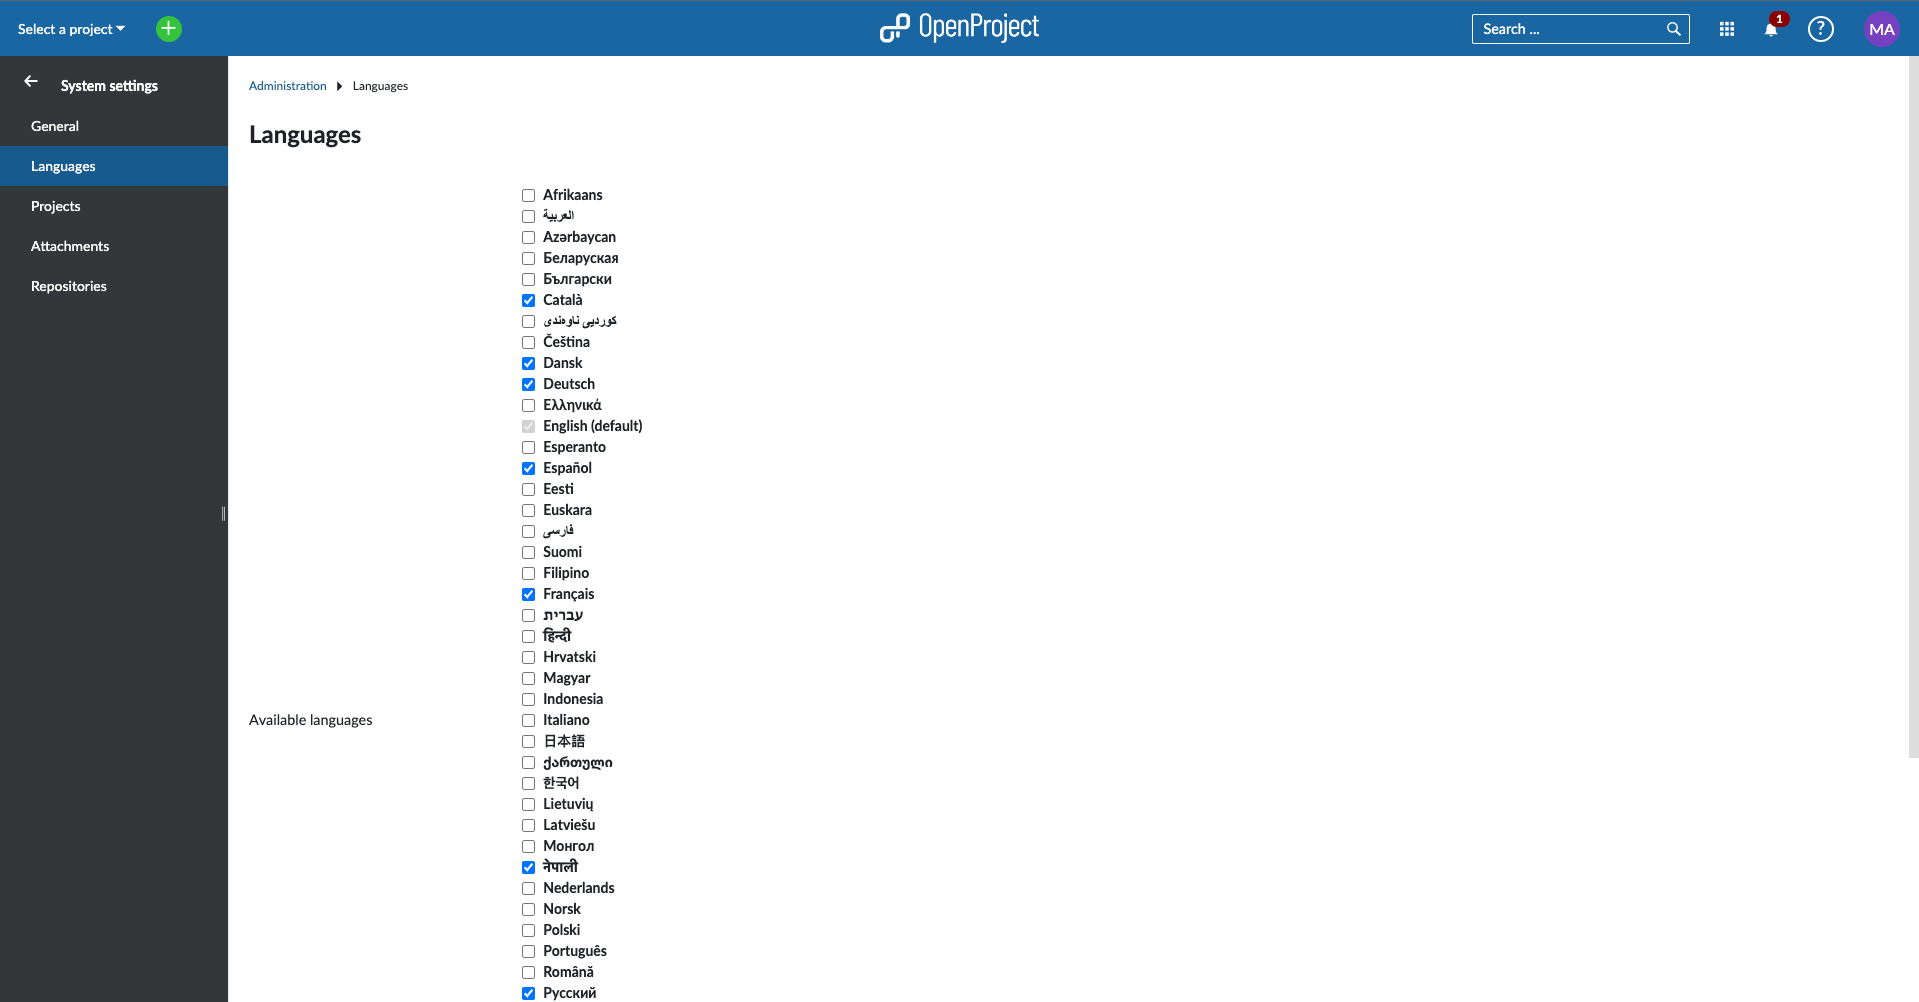 Select a project
OpenProject
Search ...
1
?
MA
System settings
General
Languages
Projects
Attachments
Repositories
Administration
Languages
Languages
Available languages
Afrikaans
العربية
Azərbaycan
Беларуская
Български
Català
کوردیی ناوەندی
Čeština
Dansk
Deutsch
Ελληνικά
English (default)
Esperanto
Español
Eesti
Euskara
فارسی
Suomi
Filipino
Français
עברית
हिन्दी
Hrvatski
Magyar
Indonesia
Italiano
日本語
ქართული
한국어
Lietuvių
Latviešu
Монгол
नेपाली
Nederlands
Norsk
Polski
Português
Română
Русский